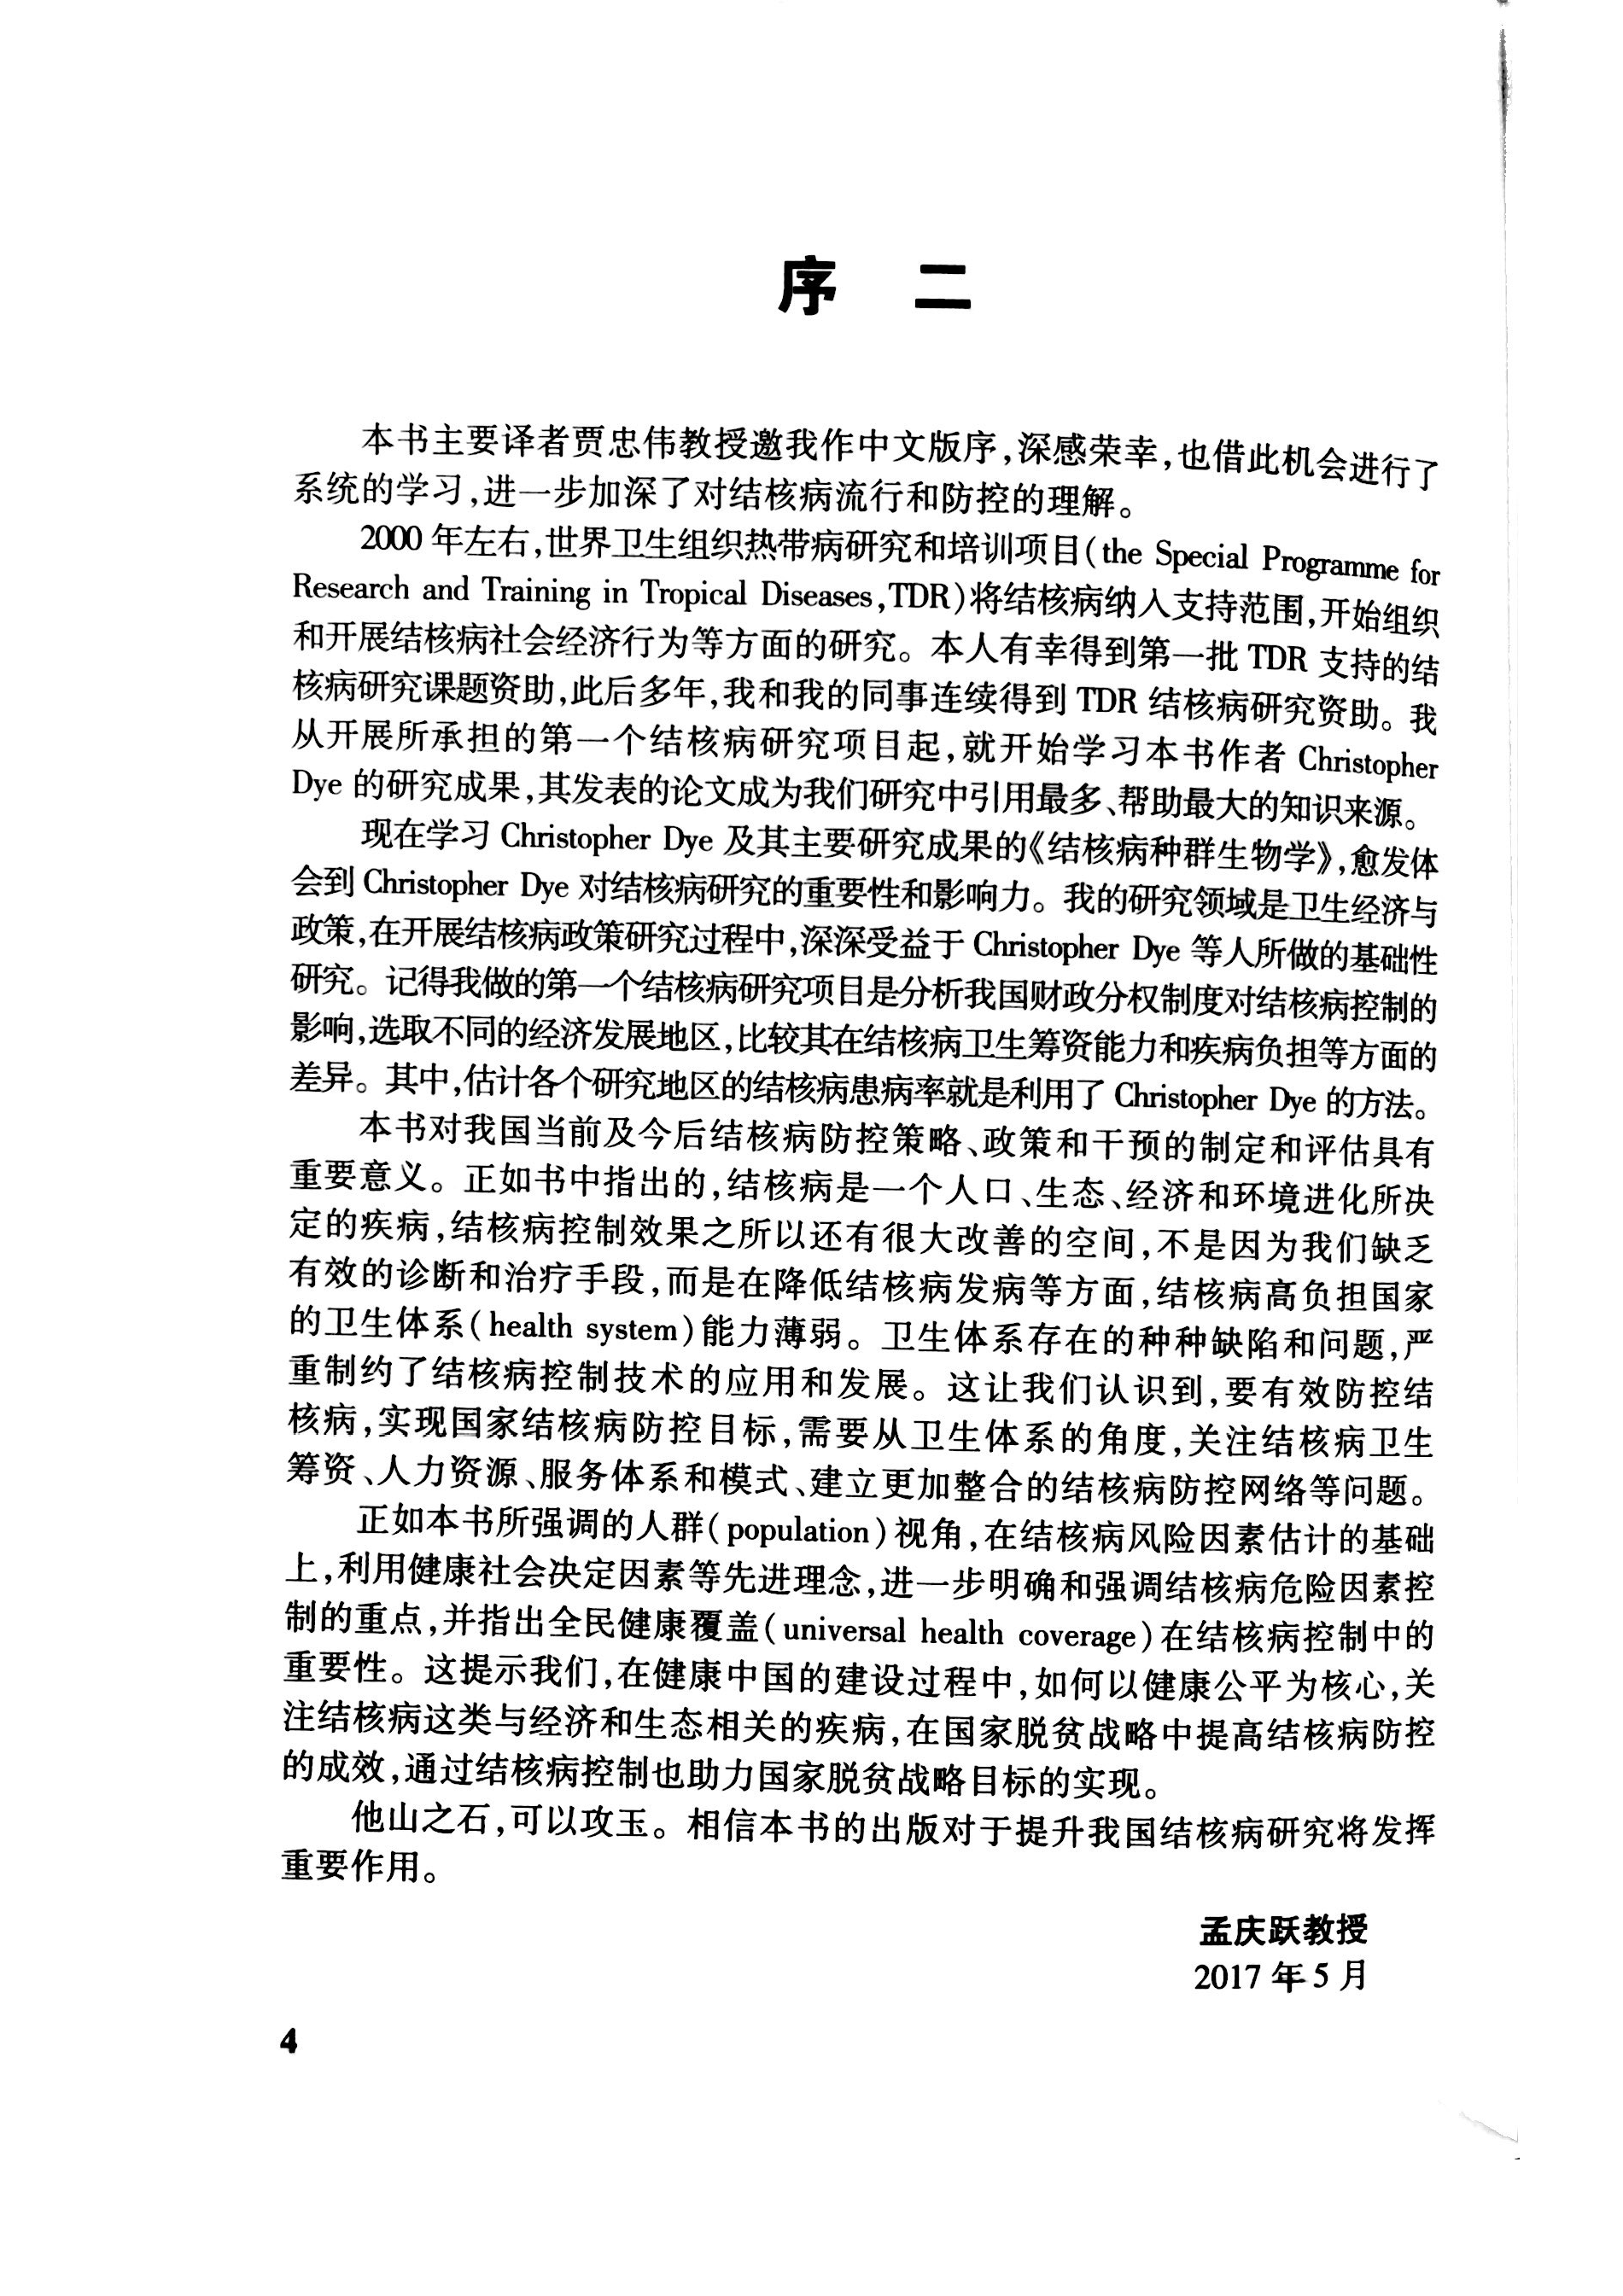 序 二
本书主要译者贾忠伟教授邀我作中文版序，深感荣幸，也借此机会进行了
系统的学习，进一步加深了对结核病流行和防控的理解。
2000 年左右，世界卫生组织热带病研究和培训项目(the Special Programme for
Research and Training in Tropical Diseases,TDR)将结核病纳入支持范围，开始组织
和开展结核病社会经济行为等方面的研究。本人有幸得到第一批 TDR 支持的结
核病研究课题资助，此后多年，我和我的同事连续得到 TDR 结核病研究资助。我
从开展所承担的第一个结核病研究项目起，就开始学习本书作者 Christopher
Dye 的研究成果，其发表的论文成为我们研究中引用最多、帮助最大的知识来源。
现在学习 Christopher Dye 及其主要研究成果的《结核病种群生物学》，愈发体
会到 Christopher Dye 对结核病研究的重要性和影响力。我的研究领域是卫生经济与
政策，在开展结核病政策研究过程中，深深受益于 Christopher Dye 等人所做的基础性
研究。记得我做的第一个结核病研究项目是分析我国财政分权制度对结核病控制的
影响，选取不同的经济发展地区，比较其在结核病卫生筹资能力和疾病负担等方面的
差异。其中，估计各个研究地区的结核病患病率就是利用了 Christopher Dye 的方法。
本书对我国当前及今后结核病防控策略、政策和干预的制定和评估具有
重要意义。正如书中指出的，结核病是一个人口、生态、经济和环境进化所决
定的疾病，结核病控制效果之所以还有很大改善的空间，不是因为我们缺乏
有效的诊断和治疗手段，而是在降低结核病发病等方面，结核病高负担国家
的卫生体系(health system)能力薄弱。卫生体系存在的种种缺陷和问题，严
重制约了结核病控制技术的应用和发展。这让我们认识到，要有效防控结
核病，实现国家结核病防控目标，需要从卫生体系的角度，关注结核病卫生
筹资、人力资源、服务体系和模式、建立更加整合的结核病防控网络等问题。
正如本书所强调的人群(population)视角，在结核病风险因素估计的基础
上，利用健康社会决定因素等先进理念，进一步明确和强调结核病危险因素控
制的重点，并指出全民健康覆盖(universal health coverage)在结核病控制中的
重要性。这提示我们，在健康中国的建设过程中，如何以健康公平为核心，关
注结核病这类与经济和生态相关的疾病，在国家脱贫战略中提高结核病防控
的成效，通过结核病控制也助力国家脱贫战略目标的实现。
他山之石，可以攻玉。相信本书的出版对于提升我国结核病研究将发挥
重要作用。
孟庆跃教授
2017 年 5 月
4